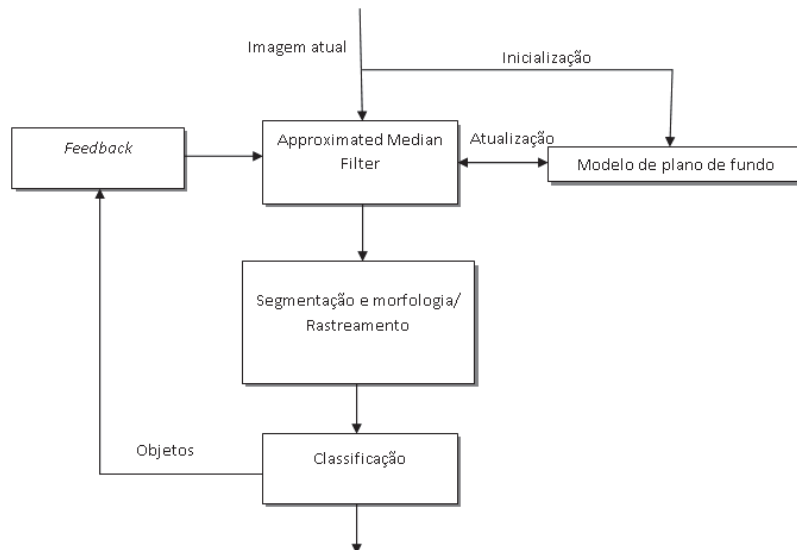 Imagem atual
Inicialização
Feedback
Approximated Median
Filter
Atualização
Modelo de plano de fundo
Segmentação e morfologia/
Rastreamento
Objetos
Classificação